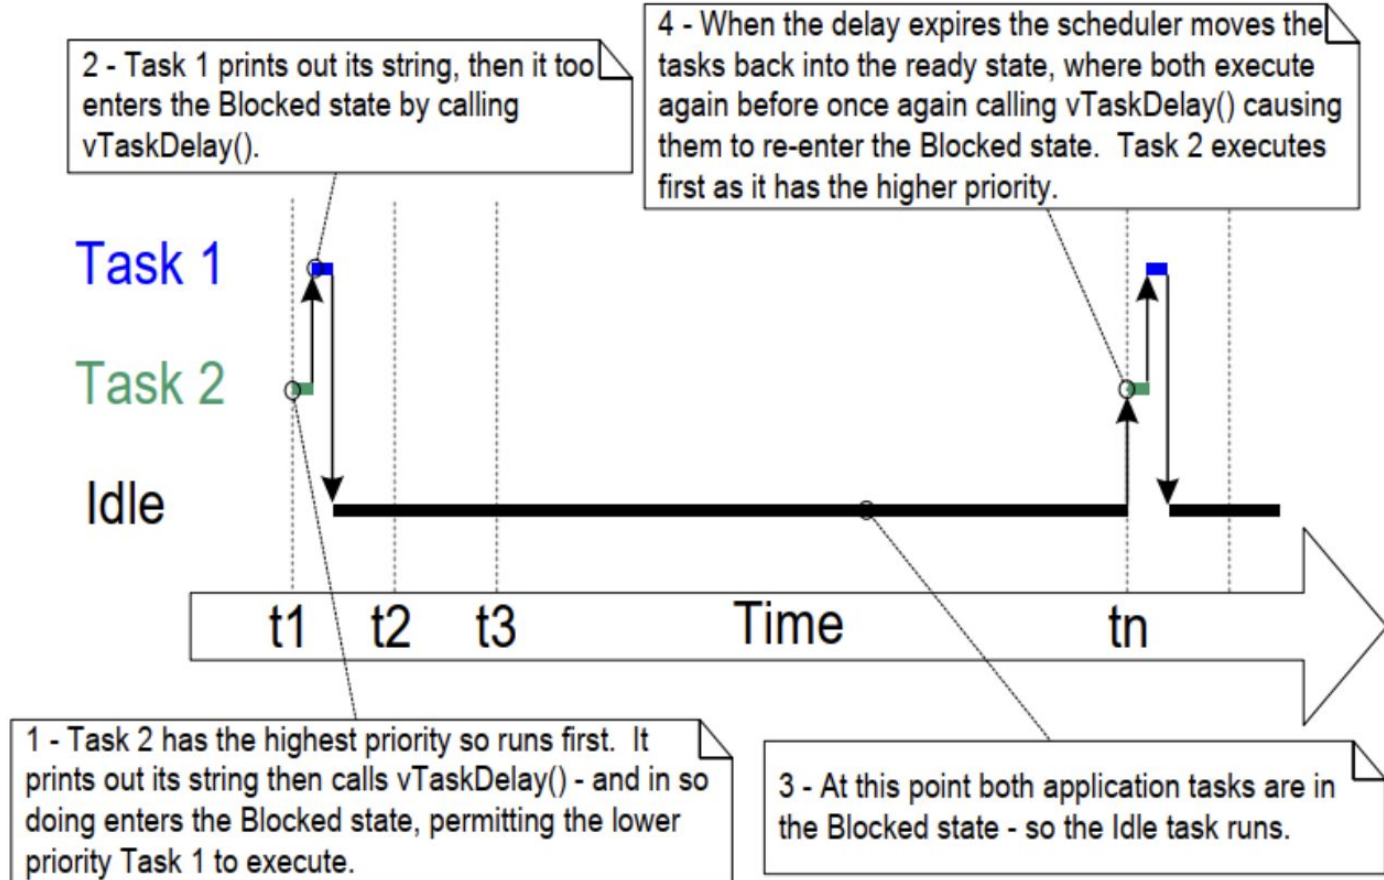 2 - Task 1 prints out its string, then it too
enters the Blocked state by calling
vTaskDelay().
4 - When the delay expires the scheduler moves the
tasks back into the ready state, where both execute
again before once again calling vTaskDelay() causing
them to re-enter the Blocked state.  Task 2 executes
first as it has the higher priority.
Task 1
Task 2
Idle
t1 t2 t3 Time tn
1 - Task 2 has the highest priority so runs first.  It
prints out its string then calls vTaskDelay() - and in so
doing enters the Blocked state, permitting the lower
priority Task 1 to execute.
3 - At this point both application tasks are in
the Blocked state - so the Idle task runs.